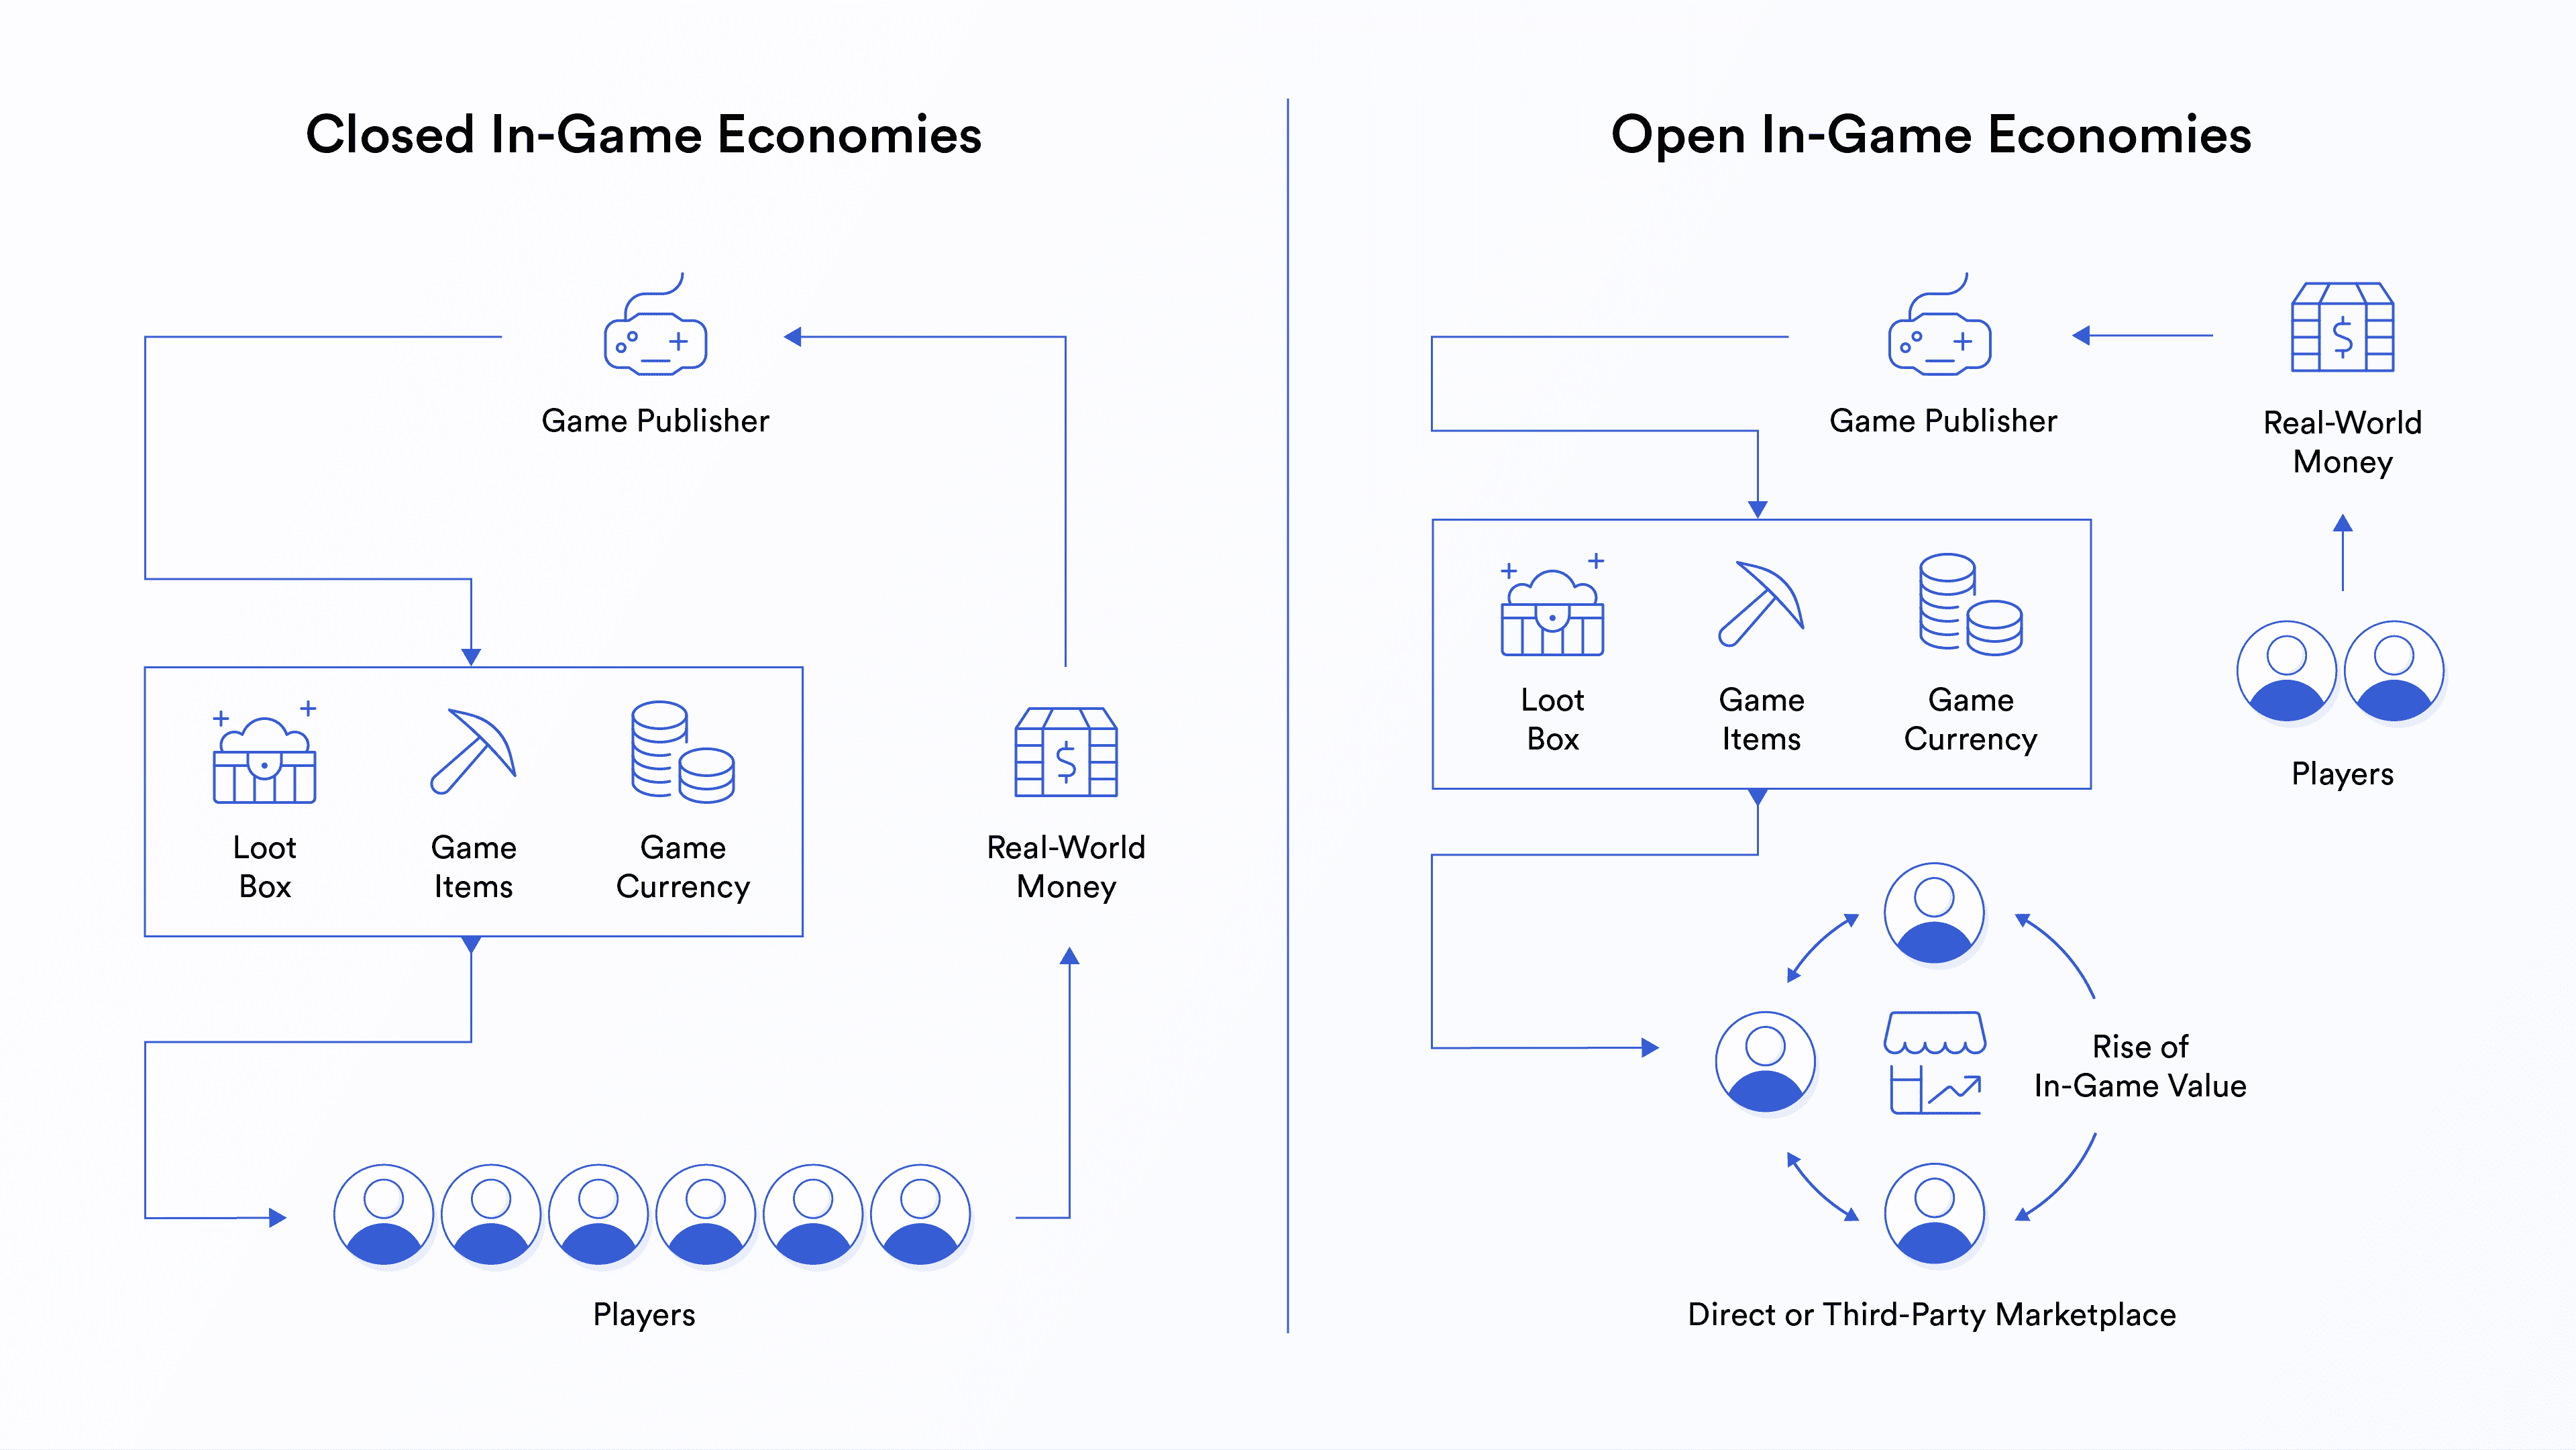 Closed In-Game Economies
Game Publisher
Loot
Box
Game
Items
Game
Currency
Real-World
Money
Players
Open In-Game Economies
Game Publisher
Real-World
Money
Loot
Box
Game
Items
Game
Currency
Players
Rise of
In-Game Value
Direct or Third-Party Marketplace